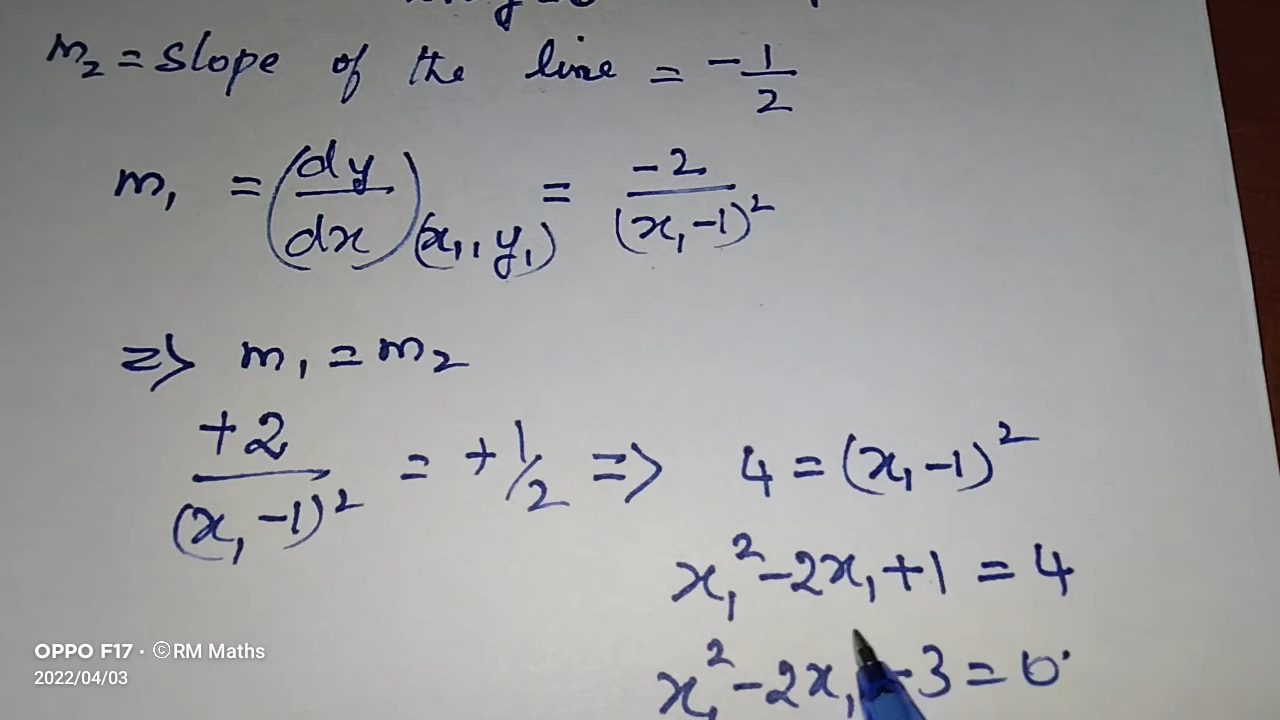 m₂ = slope of the line = -1/2
m₁ = (dy/dx)(x₁, y₁) = -2/(x₁-1)²
=> m₁ = m₂
+2/(x₁-1)² = +1/2 => 4 = (x₁-1)²
x₁² - 2x₁ + 1 = 4
x₁² - 2x₁ - 3 = 0
OPPO F17 · ©RM Maths
2022/04/03